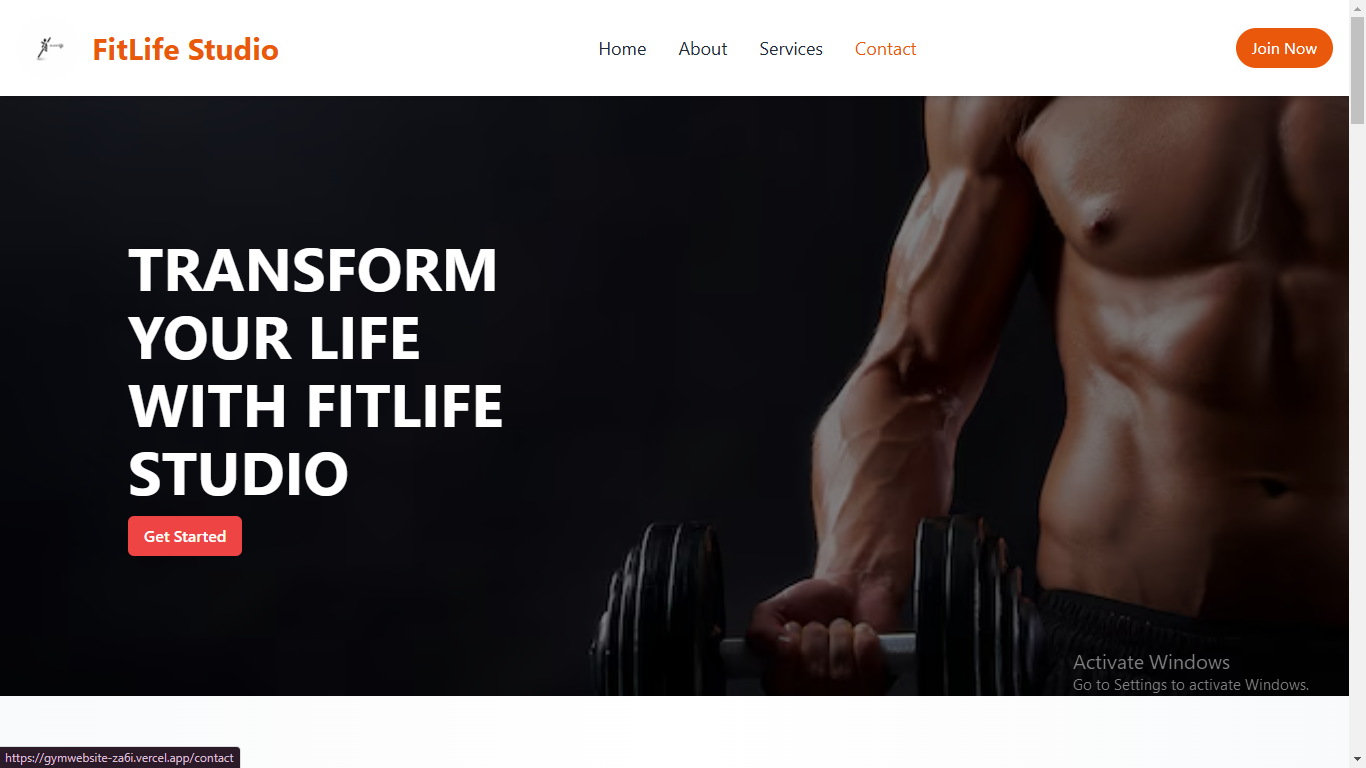 FitLife Studio
Home
About
Services
Contact
Join Now
TRANSFORM
YOUR LIFE
WITH FITLIFE
STUDIO
Get Started
Activate Windows
Go to Settings to activate Windows.
https://gymwebsite-za6i.vercel.app/contact